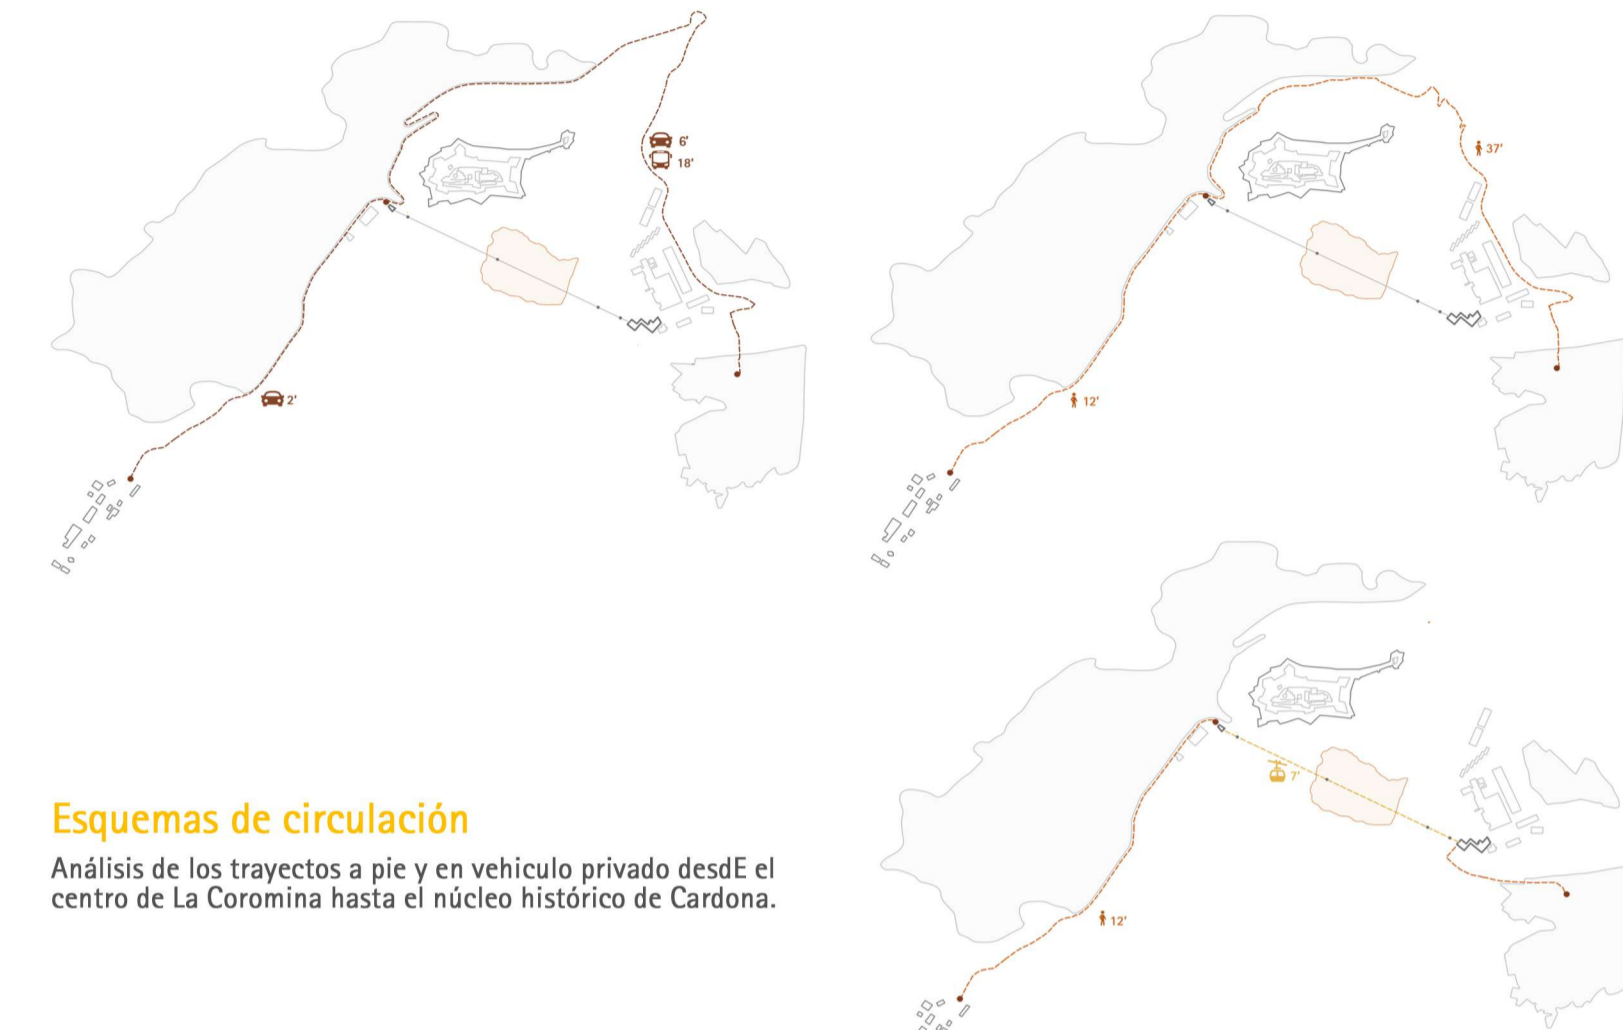 6'
18'
2'
37'
12'
7'
12'
Esquemas de circulación
Análisis de los trayectos a pie y en vehiculo privado desdE el
centro de La Coromina hasta el núcleo histórico de Cardona.